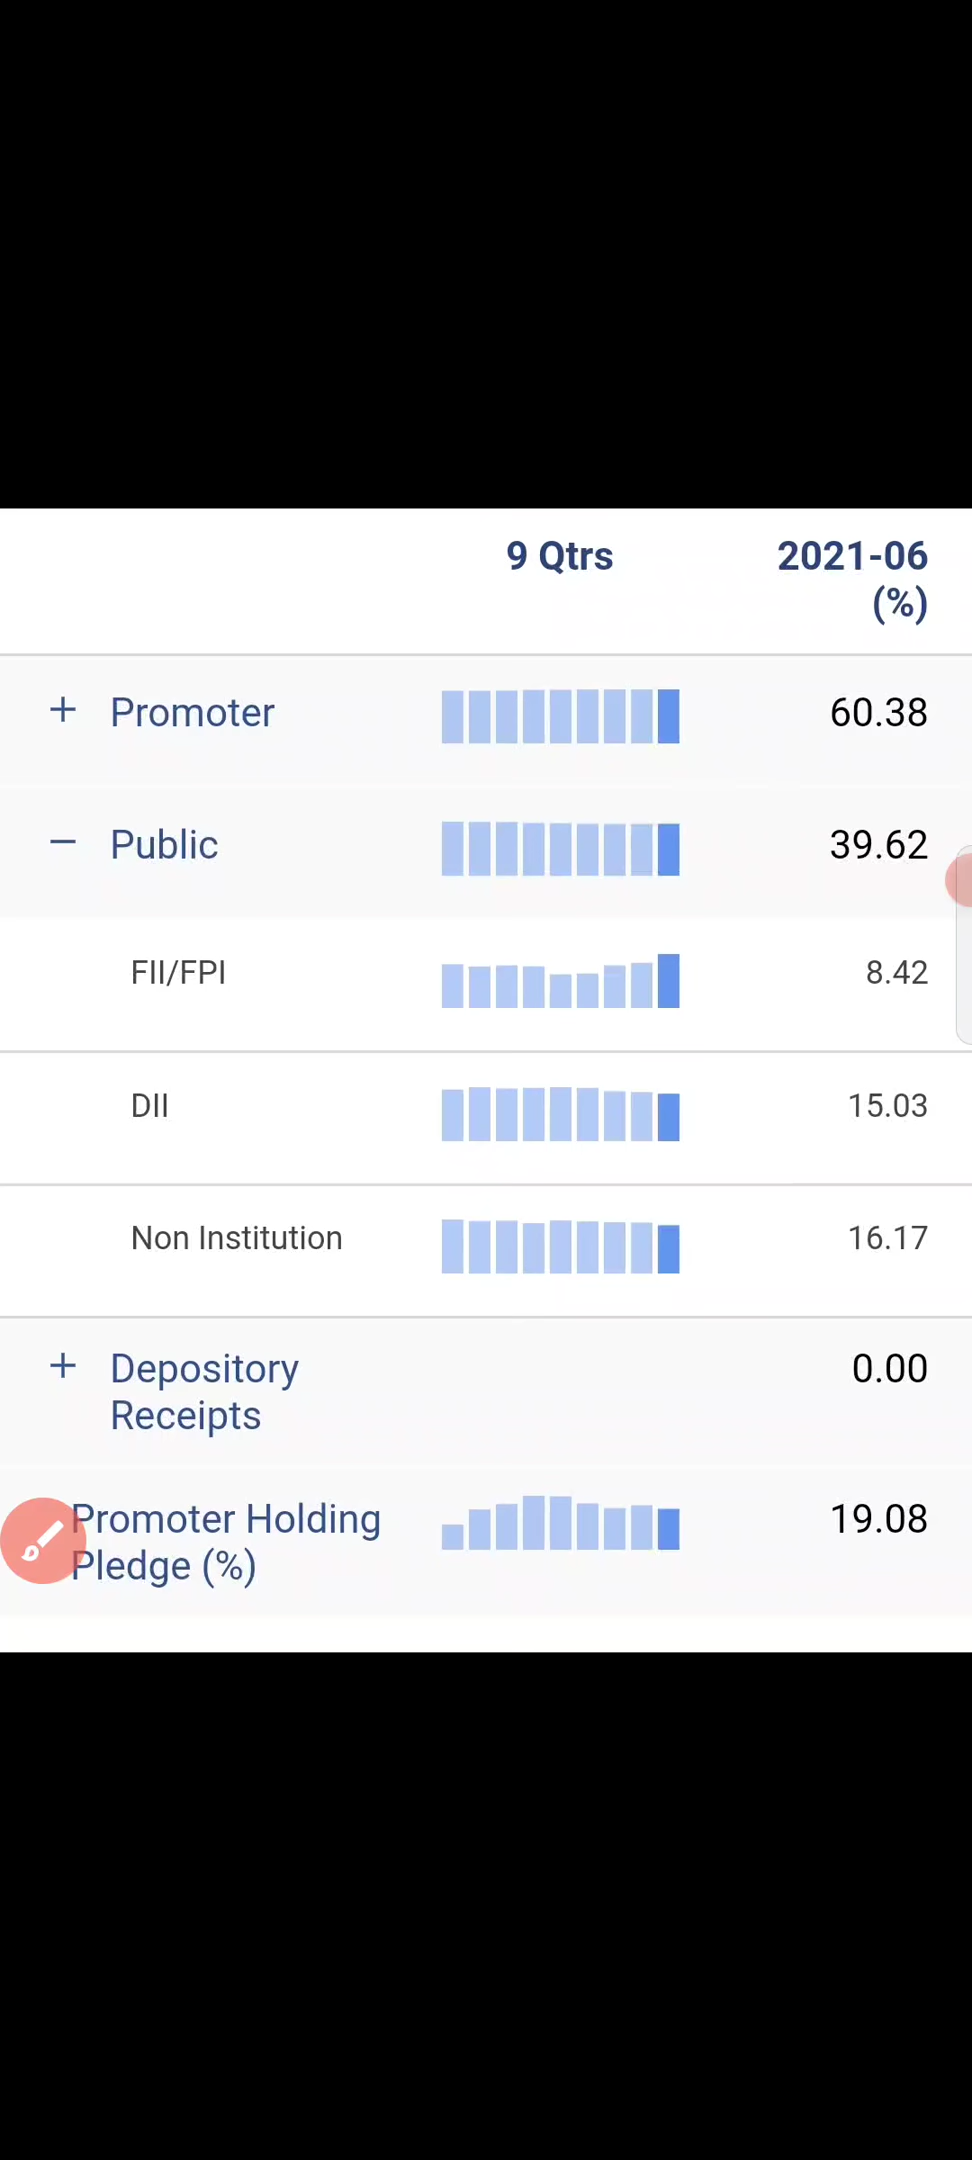 9 Qtrs 2021-06
(%)
+ Promoter 60.38
− Public 39.62
FII/FPI 8.42
DII 15.03
Non Institution 16.17
+ Depository 0.00
Receipts
Promoter Holding 19.08
Pledge (%)